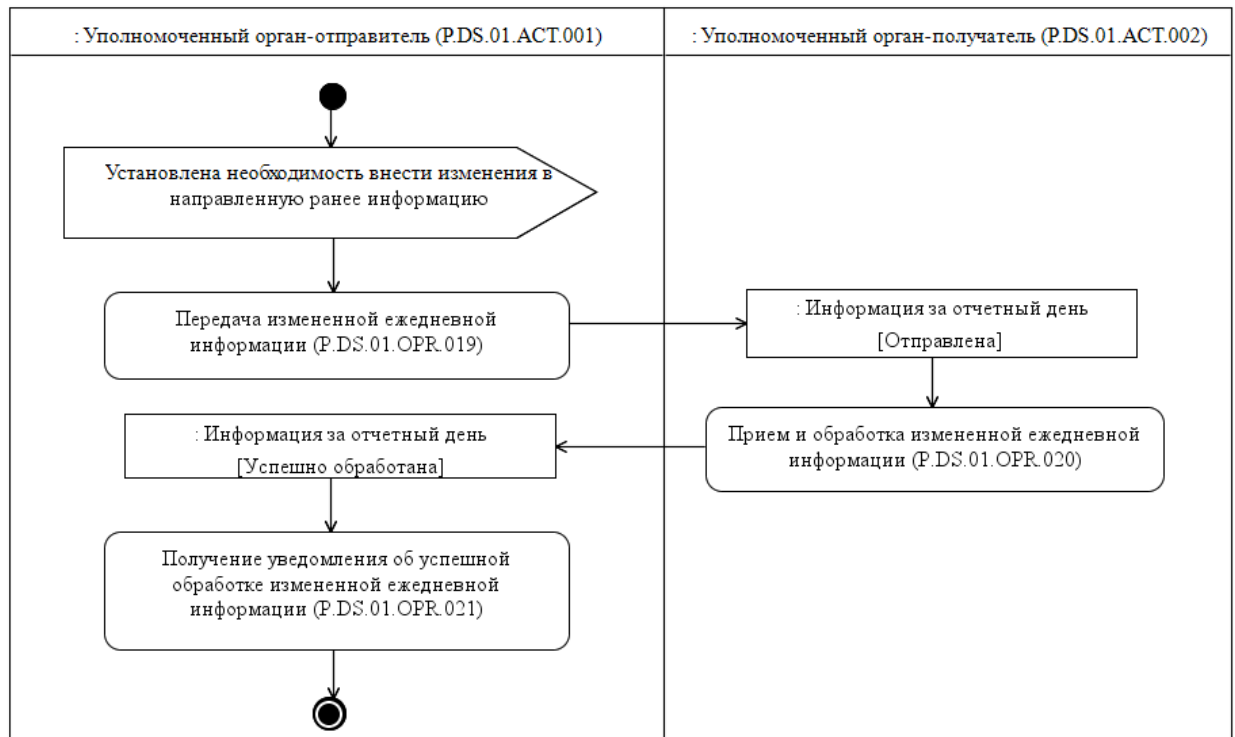 : Уполномоченный орган-отправитель (P.DS.01.ACT.001)
: Уполномоченный орган-получатель (P.DS.01.ACT.002)
Установлена необходимость внести изменения в
направленную ранее информацию
Передача измененной ежедневной
информации (P.DS.01.OPR.019)
: Информация за отчетный день
[Отправлена]
Прием и обработка измененной ежедневной
информации (P.DS.01.OPR.020)
: Информация за отчетный день
[Успешно обработана]
Получение уведомления об успешной
обработке измененной ежедневной
информации (P.DS.01.OPR.021)